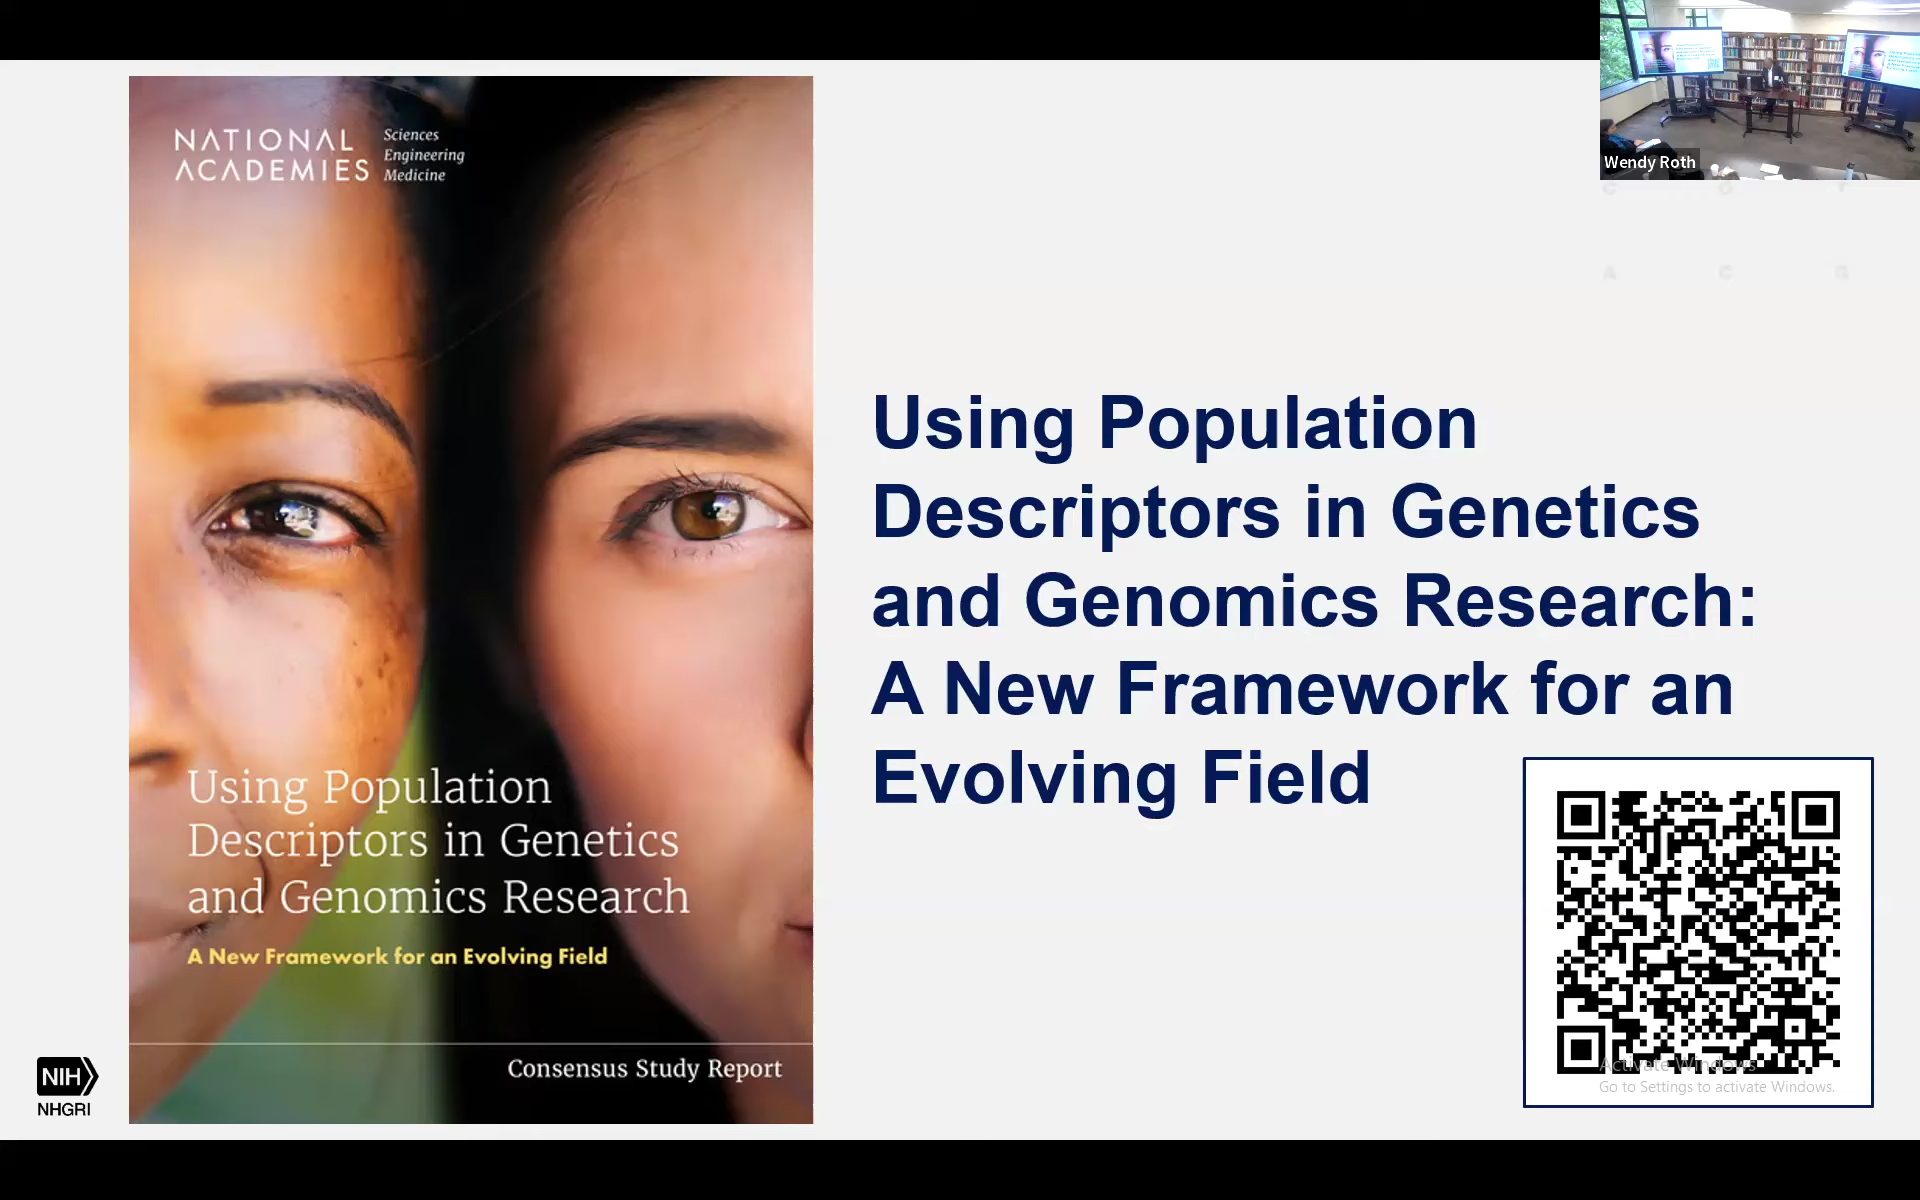 NATIONAL
ACADEMIES
Sciences
Engineering
Medicine
Using Population
Descriptors in Genetics
and Genomics Research
A New Framework for an Evolving Field
Consensus Study Report
NIH
NHGRI
Using Population
Descriptors in Genetics
and Genomics Research:
A New Framework for an
Evolving Field
Wendy Roth
A C G
Activate Windows
Go to Settings to activate Windows.